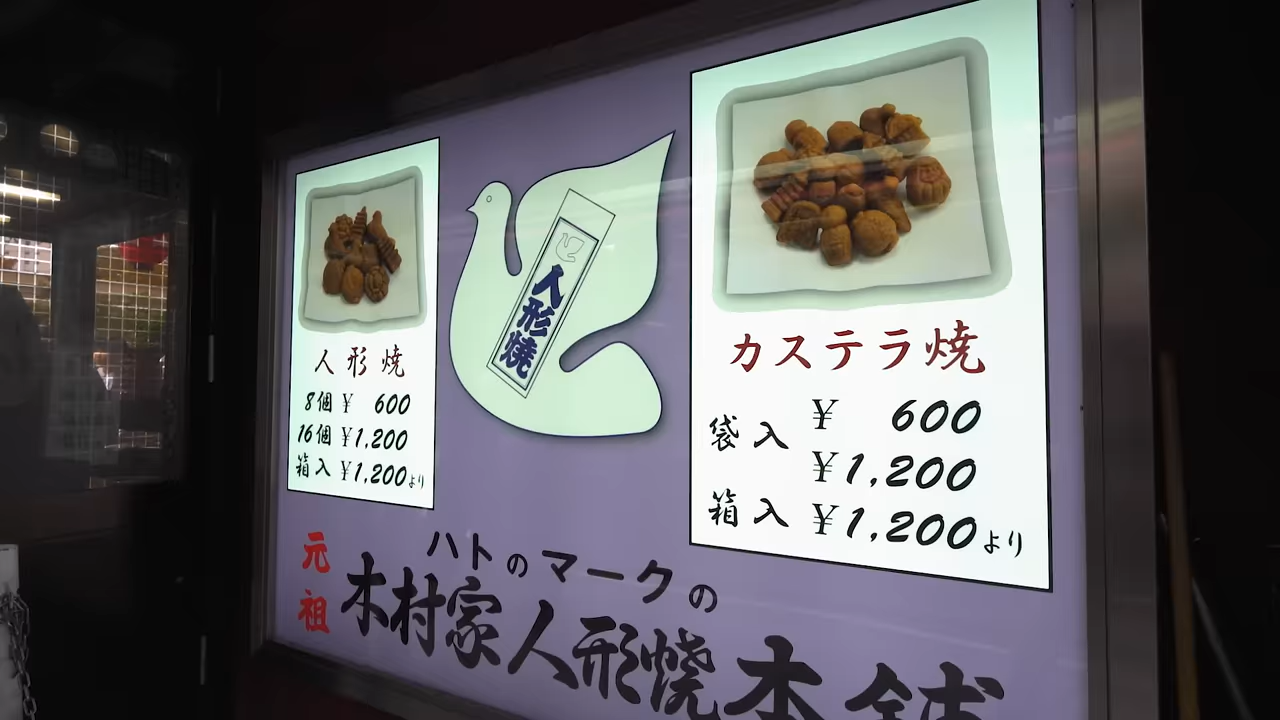 人形焼
8個 ¥ 600
16個 ¥1,200
箱入 ¥1,200より
人形焼
カステラ焼
袋入 ¥ 600
¥1,200
箱入 ¥1,200より
ハトのマークの
元祖
木村家人形焼本舗